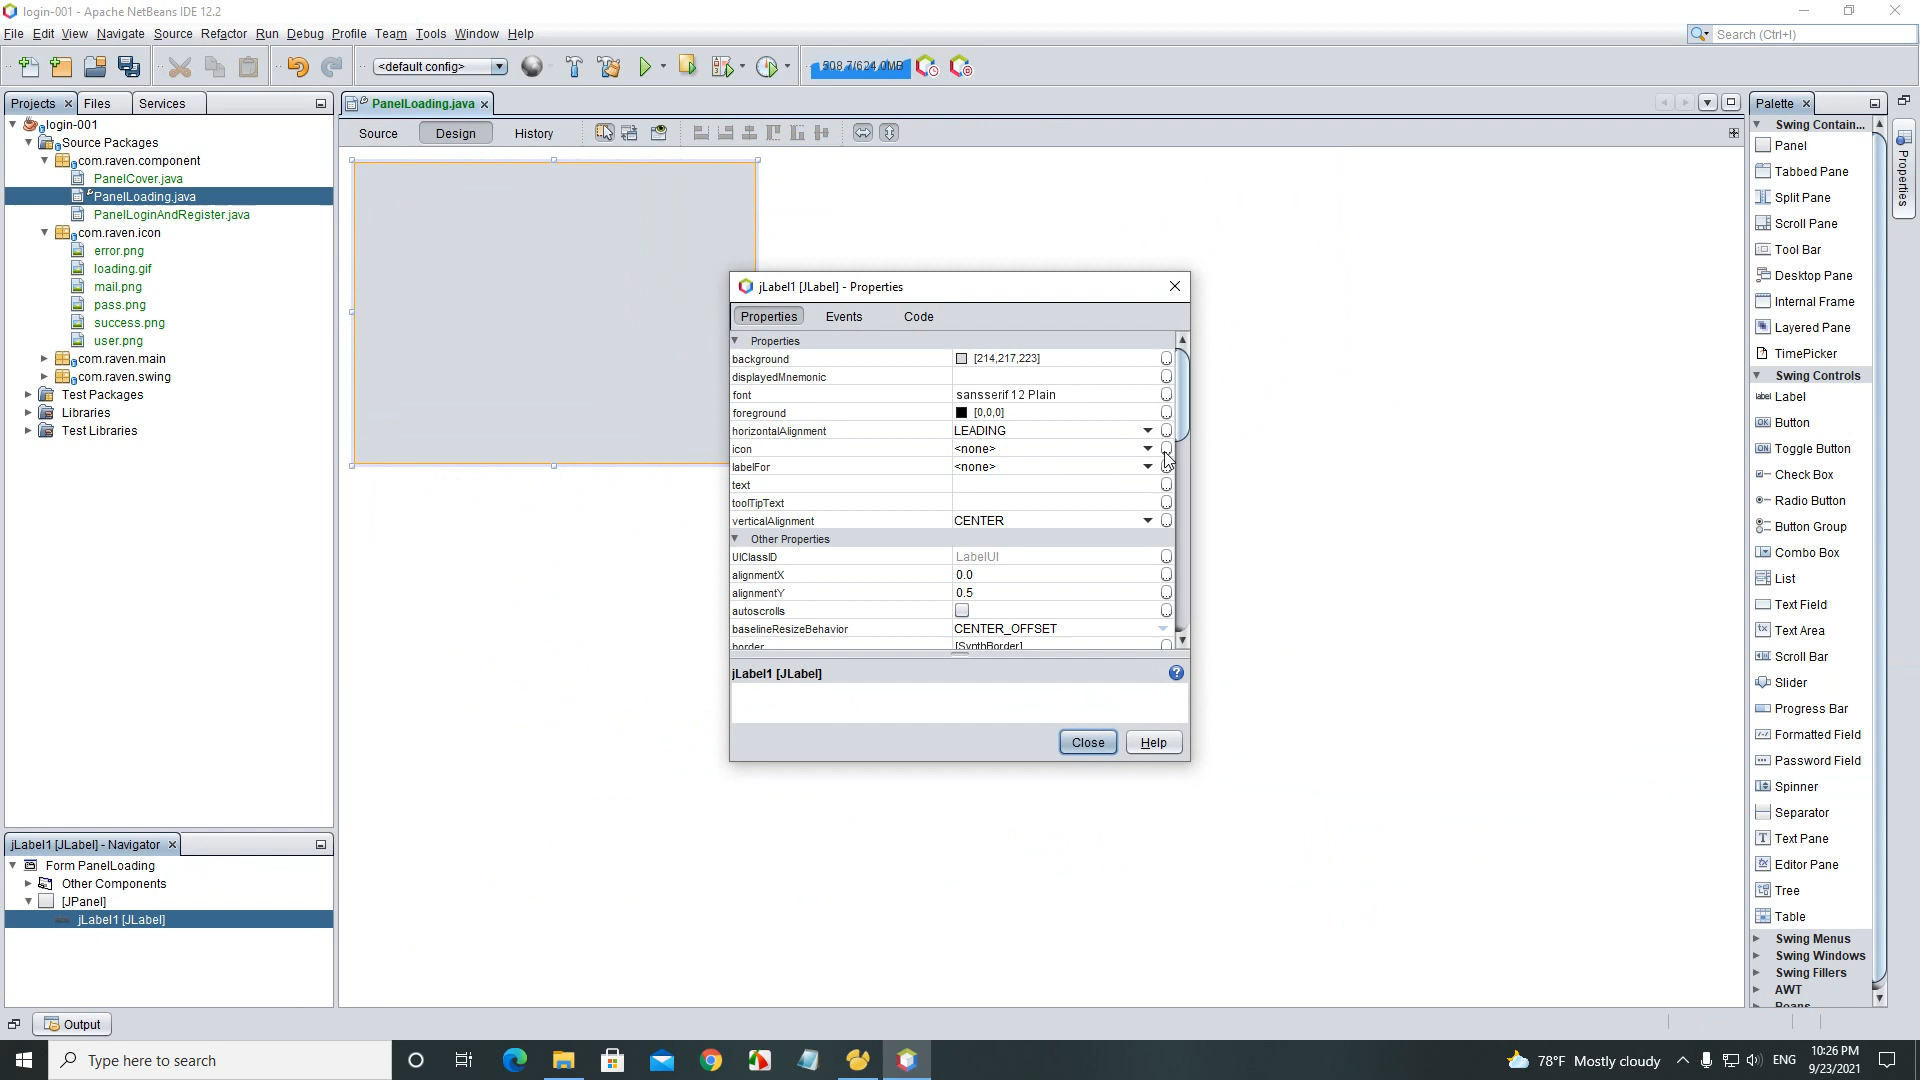 login-001 - Apache NetBeans IDE 12.2
File Edit View Navigate Source Refactor Run Debug Profile Team Tools Window Help
Search (Ctrl+I)
<default config>
508.7/624.0MB
Projects Files Services
PanelLoading.java
Palette
Source Design History
login-001
Source Packages
com.raven.component
PanelCover.java
PanelLoading.java
PanelLoginAndRegister.java
com.raven.icon
error.png
loading.gif
mail.png
pass.png
success.png
user.png
com.raven.main
com.raven.swing
Test Packages
Libraries
Test Libraries
jLabel1 [JLabel] - Navigator
Form PanelLoading
Other Components
[JPanel]
jLabel1 [JLabel]
Output
jLabel1 [JLabel] - Properties
Properties Events Code
Properties
background [214,217,223]
displayedMnemonic
font sansserif 12 Plain
foreground [0,0,0]
horizontalAlignment LEADING
icon <none>
labelFor <none>
text
toolTipText
verticalAlignment CENTER
Other Properties
UIClassID LabelUI
alignmentX 0.0
alignmentY 0.5
autoscrolls
baselineResizeBehavior CENTER_OFFSET
border [SynthBorder]
jLabel1 [JLabel]
Close Help
Swing Contain...
Panel
Tabbed Pane
Split Pane
Scroll Pane
Tool Bar
Desktop Pane
Internal Frame
Layered Pane
TimePicker
Swing Controls
label Label
OK Button
ON Toggle Button
Check Box
Radio Button
Button Group
Combo Box
List
Text Field
Text Area
Scroll Bar
Slider
Progress Bar
Formatted Field
Password Field
Spinner
Separator
Text Pane
Editor Pane
Tree
Table
Swing Menus
Swing Windows
Swing Fillers
AWT
Beans
Properties
Type here to search
78°F Mostly cloudy
ENG
10:26 PM
9/23/2021